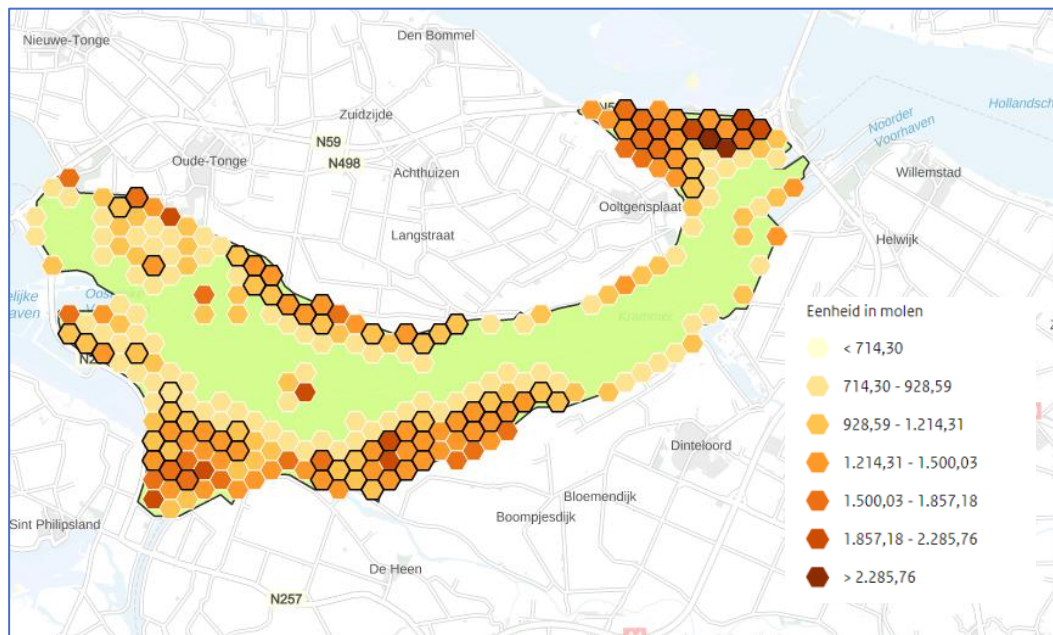 Nieuwe-Tonge
Den Bommel
Zuidzijde
N59
N498
Oude-Tonge
Achthuizen
Langstraat
Ooltgensplaat
Hollandsch
Noorder
Voorhaven
Willemstad
Helwijk
Krammer
Dinteloord
Bloemendijk
Boompjesdijk
Sint Philipsland
De Heen
N257
Eenheid in molen
< 714,30
714,30 - 928,59
928,59 - 1.214,31
1.214,31 - 1.500,03
1.500,03 - 1.857,18
1.857,18 - 2.285,76
> 2.285,76